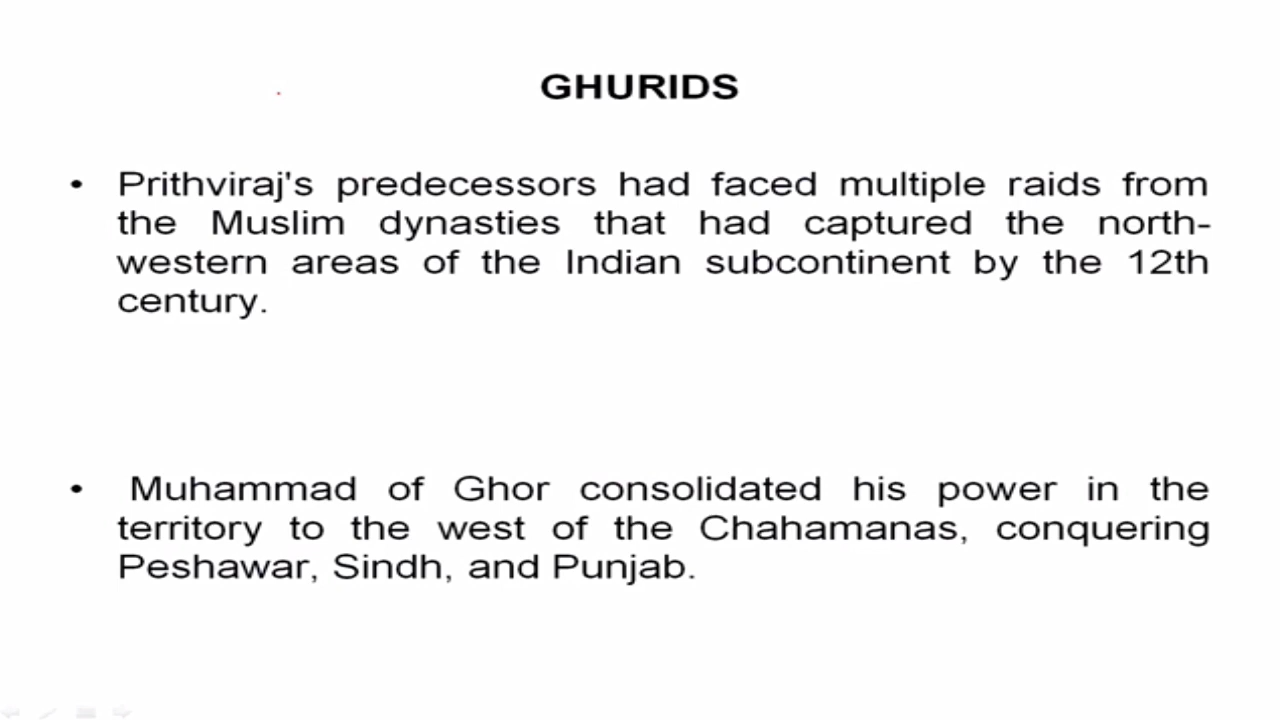 GHURIDS
• Prithviraj's predecessors had faced multiple raids from
the Muslim dynasties that had captured the north-
western areas of the Indian subcontinent by the 12th
century.
• Muhammad of Ghor consolidated his power in the
territory to the west of the Chahamanas, conquering
Peshawar, Sindh, and Punjab.